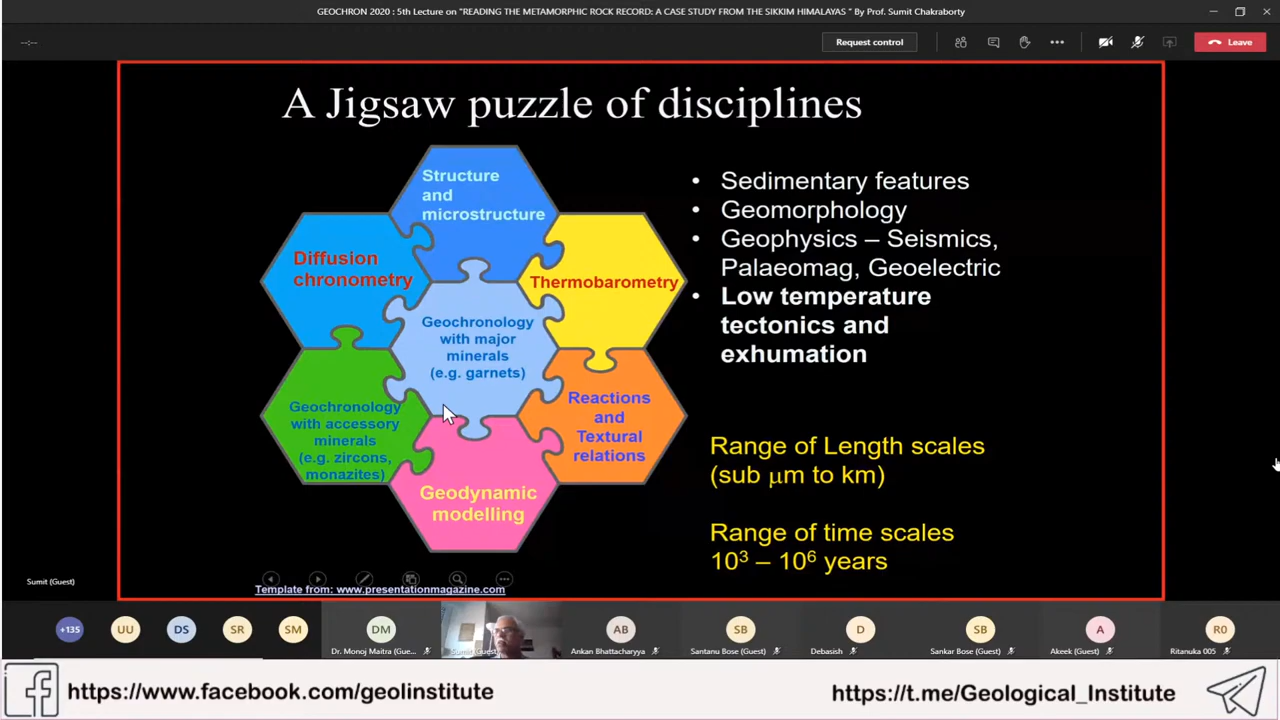 GEOCHRON 2020 : 5th Lecture on "READING THE METAMORPHIC ROCK RECORD: A CASE STUDY FROM THE SIKKIM HIMALAYAS " By Prof. Sumit Chakraborty
--:--
Request control
Leave
A Jigsaw puzzle of disciplines
Structure
and
microstructure
Diffusion
chronometry
Thermobarometry
Geochronology
with major
minerals
(e.g. garnets)
Geochronology
with accessory
minerals
(e.g. zircons,
monazites)
Reactions
and
Textural
relations
Geodynamic
modelling
• Sedimentary features
• Geomorphology
• Geophysics – Seismics,
Palaeomag, Geoelectric
• Low temperature
tectonics and
exhumation
Range of Length scales
(sub μm to km)
Range of time scales
10³ – 10⁶ years
Template from: www.presentationmagazine.com
Sumit (Guest)
+135
UU
DS
SR
SM
DM
Dr. Monoj Maitra (Gue...
Sumit (Guest)
AB
Ankan Bhattacharyya
SB
Santanu Bose (Guest)
D
Debasish
SB
Sankar Bose (Guest)
A
Akeek (Guest)
R0
Ritanuka 005
https://www.facebook.com/geolinstitute
https://t.me/Geological_Institute